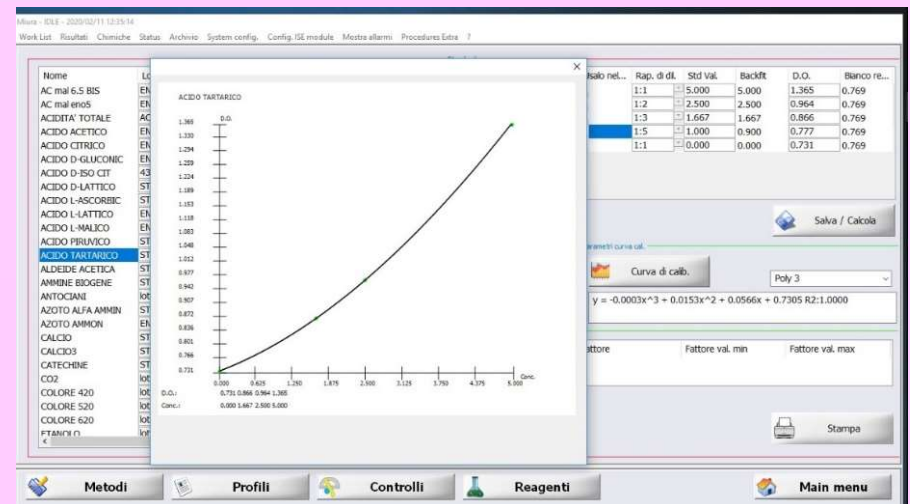 Misura - IDLE - 2020/02/11 12:35:14
Work List Risultati Chimiche Status Archivio System config. Config. ISE module Mostra allarmi Procedures Extra ?
Nome
AC mal 6.5 BIS
AC mal eno5
ACIDITA' TOTALE
ACIDO ACETICO
ACIDO CITRICO
ACIDO D-GLUCONIC
ACIDO D-ISO CIT
ACIDO D-LATTICO
ACIDO L-ASCORBIC
ACIDO L-LATTICO
ACIDO L-MALICO
ACIDO PIRUVICO
ACIDO TARTARICO
ALDEIDE ACETICA
AMMINE BIOGENE
ANTOCIANI
AZOTO ALFA AMMIN
AZOTO AMMON
CALCIO
CALCIO3
CATECHINE
CO2
COLORE 420
COLORE 520
COLORE 620
ETANOLO
ACIDO TARTARICO
D.O.
1.365
1.330
1.294
1.259
1.224
1.189
1.153
1.118
1.083
1.048
1.012
0.977
0.942
0.907
0.872
0.836
0.801
0.766
0.731
0.000 0.625 1.250 1.875 2.500 3.125 3.750 4.375 5.000 Conc.
D.O.: 0.731 0.866 0.964 1.365
Conc.: 0.000 1.667 2.500 5.000
Usalo nel... Rap. di dil. Std Val. Backfit D.O. Bianco re...
1:1 5.000 5.000 1.365 0.769
1:2 2.500 2.500 0.964 0.769
1:3 1.667 1.667 0.866 0.769
1:5 1.000 0.900 0.777 0.769
1:1 0.000 0.000 0.731 0.769
Salva / Calcola
Curva di calib.
Poly 3
y = -0.0003x^3 + 0.0153x^2 + 0.0566x + 0.7305 R2:1.0000
Fattore val. min Fattore val. max
Stampa
Metodi Profili Controlli Reagenti Main menu